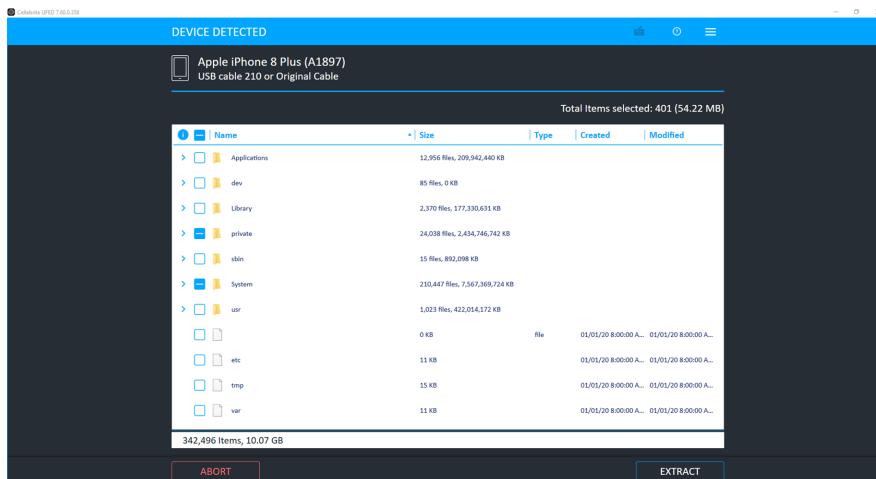 Cellebrite UFED 7.60.0.258
DEVICE DETECTED
Apple iPhone 8 Plus (A1897)
USB cable 210 or Original Cable
Total Items selected: 401 (54.22 MB)
Name Size Type Created Modified
Applications 12,956 files, 209,942,440 KB
dev 85 files, 0 KB
Library 2,370 files, 177,330,631 KB
private 24,038 files, 2,434,746,742 KB
sbin 15 files, 892,098 KB
System 210,447 files, 7,567,369,724 KB
usr 1,023 files, 422,014,172 KB
0 KB file 01/01/20 8:00:00 A... 01/01/20 8:00:00 A...
etc 11 KB 01/01/20 8:00:00 A... 01/01/20 8:00:00 A...
tmp 15 KB 01/01/20 8:00:00 A... 01/01/20 8:00:00 A...
var 11 KB 01/01/20 8:00:00 A... 01/01/20 8:00:00 A...
342,496 Items, 10.07 GB
ABORT EXTRACT